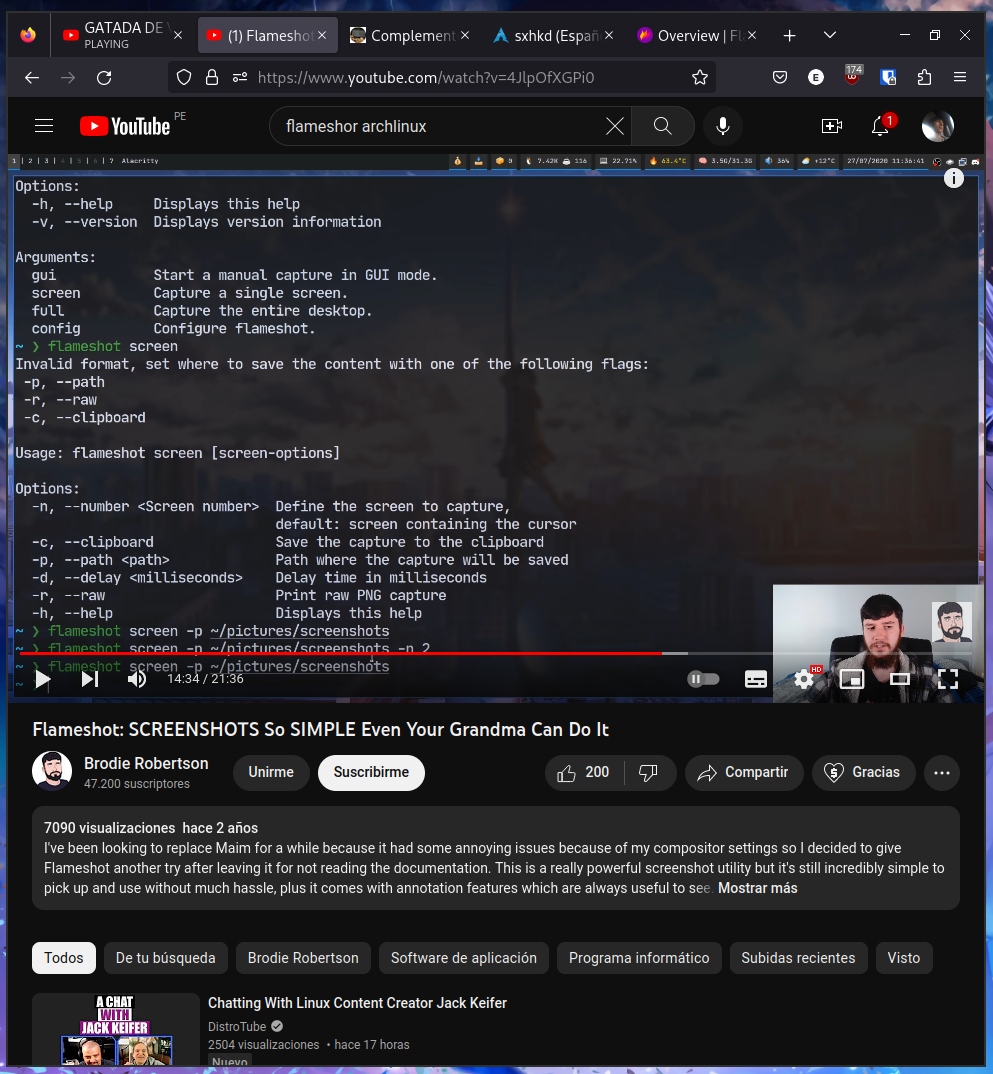 GATADA DE
PLAYING
(1) Flameshot
Complement
sxhkd (Españ
Overview | Fl
174
https://www.youtube.com/watch?v=4JlpOfXGPi0
E
YouTube PE
flameshor archlinux
1
1 | 2 | 3 | 4 | 5 | 6 | 7 Alacritty
0 7.42K 116 22.71% 63.4°C 3.5G/31.3G 36% +12°C 27/07/2020 11:36:41
Options:
-h, --help Displays this help
-v, --version Displays version information
Arguments:
gui Start a manual capture in GUI mode.
screen Capture a single screen.
full Capture the entire desktop.
config Configure flameshot.
~ ❯ flameshot screen
Invalid format, set where to save the content with one of the following flags:
-p, --path
-r, --raw
-c, --clipboard
Usage: flameshot screen [screen-options]
Options:
-n, --number <Screen number> Define the screen to capture,
default: screen containing the cursor
-c, --clipboard Save the capture to the clipboard
-p, --path <path> Path where the capture will be saved
-d, --delay <milliseconds> Delay time in milliseconds
-r, --raw Print raw PNG capture
-h, --help Displays this help
~ ❯ flameshot screen -p ~/pictures/screenshots
~ ❯ flameshot screen -p ~/pictures/screenshots -n 2
~ ❯ flameshot screen -p ~/pictures/screenshots
~
14:34 / 21:36
HD
Flameshot: SCREENSHOTS So SIMPLE Even Your Grandma Can Do It
Brodie Robertson
47.200 suscriptores
Unirme
Suscribirme
200
Compartir
Gracias
7090 visualizaciones hace 2 años
I've been looking to replace Maim for a while because it had some annoying issues because of my compositor settings so I decided to give
Flameshot another try after leaving it for not reading the documentation. This is a really powerful screenshot utility but it's still incredibly simple to
pick up and use without much hassle, plus it comes with annotation features which are always useful to see. Mostrar más
Todos
De tu búsqueda
Brodie Robertson
Software de aplicación
Programa informático
Subidas recientes
Visto
A CHAT
WITH
JACK KEIFER
Chatting With Linux Content Creator Jack Keifer
DistroTube
2504 visualizaciones • hace 17 horas
Nuevo